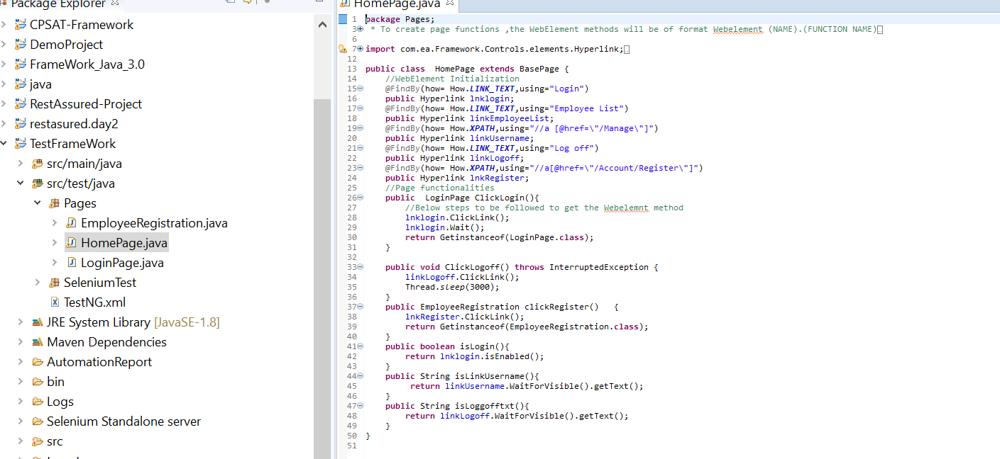 Package Explorer
CPSAT-Framework
DemoProject
FrameWork_Java_3.0
java
RestAssured-Project
restasured.day2
TestFrameWork
src/main/java
src/test/java
Pages
EmployeeRegistration.java
HomePage.java
LoginPage.java
SeleniumTest
TestNG.xml
JRE System Library [JavaSE-1.8]
Maven Dependencies
AutomationReport
bin
Logs
Selenium Standalone server
src
HomePage.java
1 package Pages;
3 * To create page functions ,the WebElement methods will be of format Webelement (NAME).(FUNCTION NAME)
6
7 import com.ea.Framework.Controls.elements.Hyperlink;
12
13 public class  HomePage extends BasePage {
14 //WebElement Initialization
15 @FindBy(how= How.LINK_TEXT,using="Login")
16 public Hyperlink lnklogin;
17 @FindBy(how= How.LINK_TEXT,using="Employee List")
18 public Hyperlink linkEmployeeList;
19 @FindBy(how= How.XPATH,using="//a [@href=\"/Manage\"]")
20 public Hyperlink linkUsername;
21 @FindBy(how= How.LINK_TEXT,using="Log off")
22 public Hyperlink linkLogoff;
23 @FindBy(how= How.XPATH,using="//a[@href=\"/Account/Register\"]")
24 public Hyperlink lnkRegister;
25 //Page functionalities
26 public  LoginPage ClickLogin(){
27 //Below steps to be followed to get the Webelemnt method
28 lnklogin.ClickLink();
29 lnklogin.Wait();
30 return Getinstanceof(LoginPage.class);
31 }
32
33 public void ClickLogoff() throws InterruptedException {
34 linkLogoff.ClickLink();
35 Thread.sleep(3000);
36 }
37 public EmployeeRegistration clickRegister()   {
38 lnkRegister.ClickLink();
39 return Getinstanceof(EmployeeRegistration.class);
40 }
41 public boolean isLogin(){
42 return lnklogin.isEnabled();
43 }
44 public String isLinkUsername(){
45 return linkUsername.WaitForVisible().getText();
46 }
47 public String isLoggofftxt(){
48 return linkLogoff.WaitForVisible().getText();
49 }
50 }
51